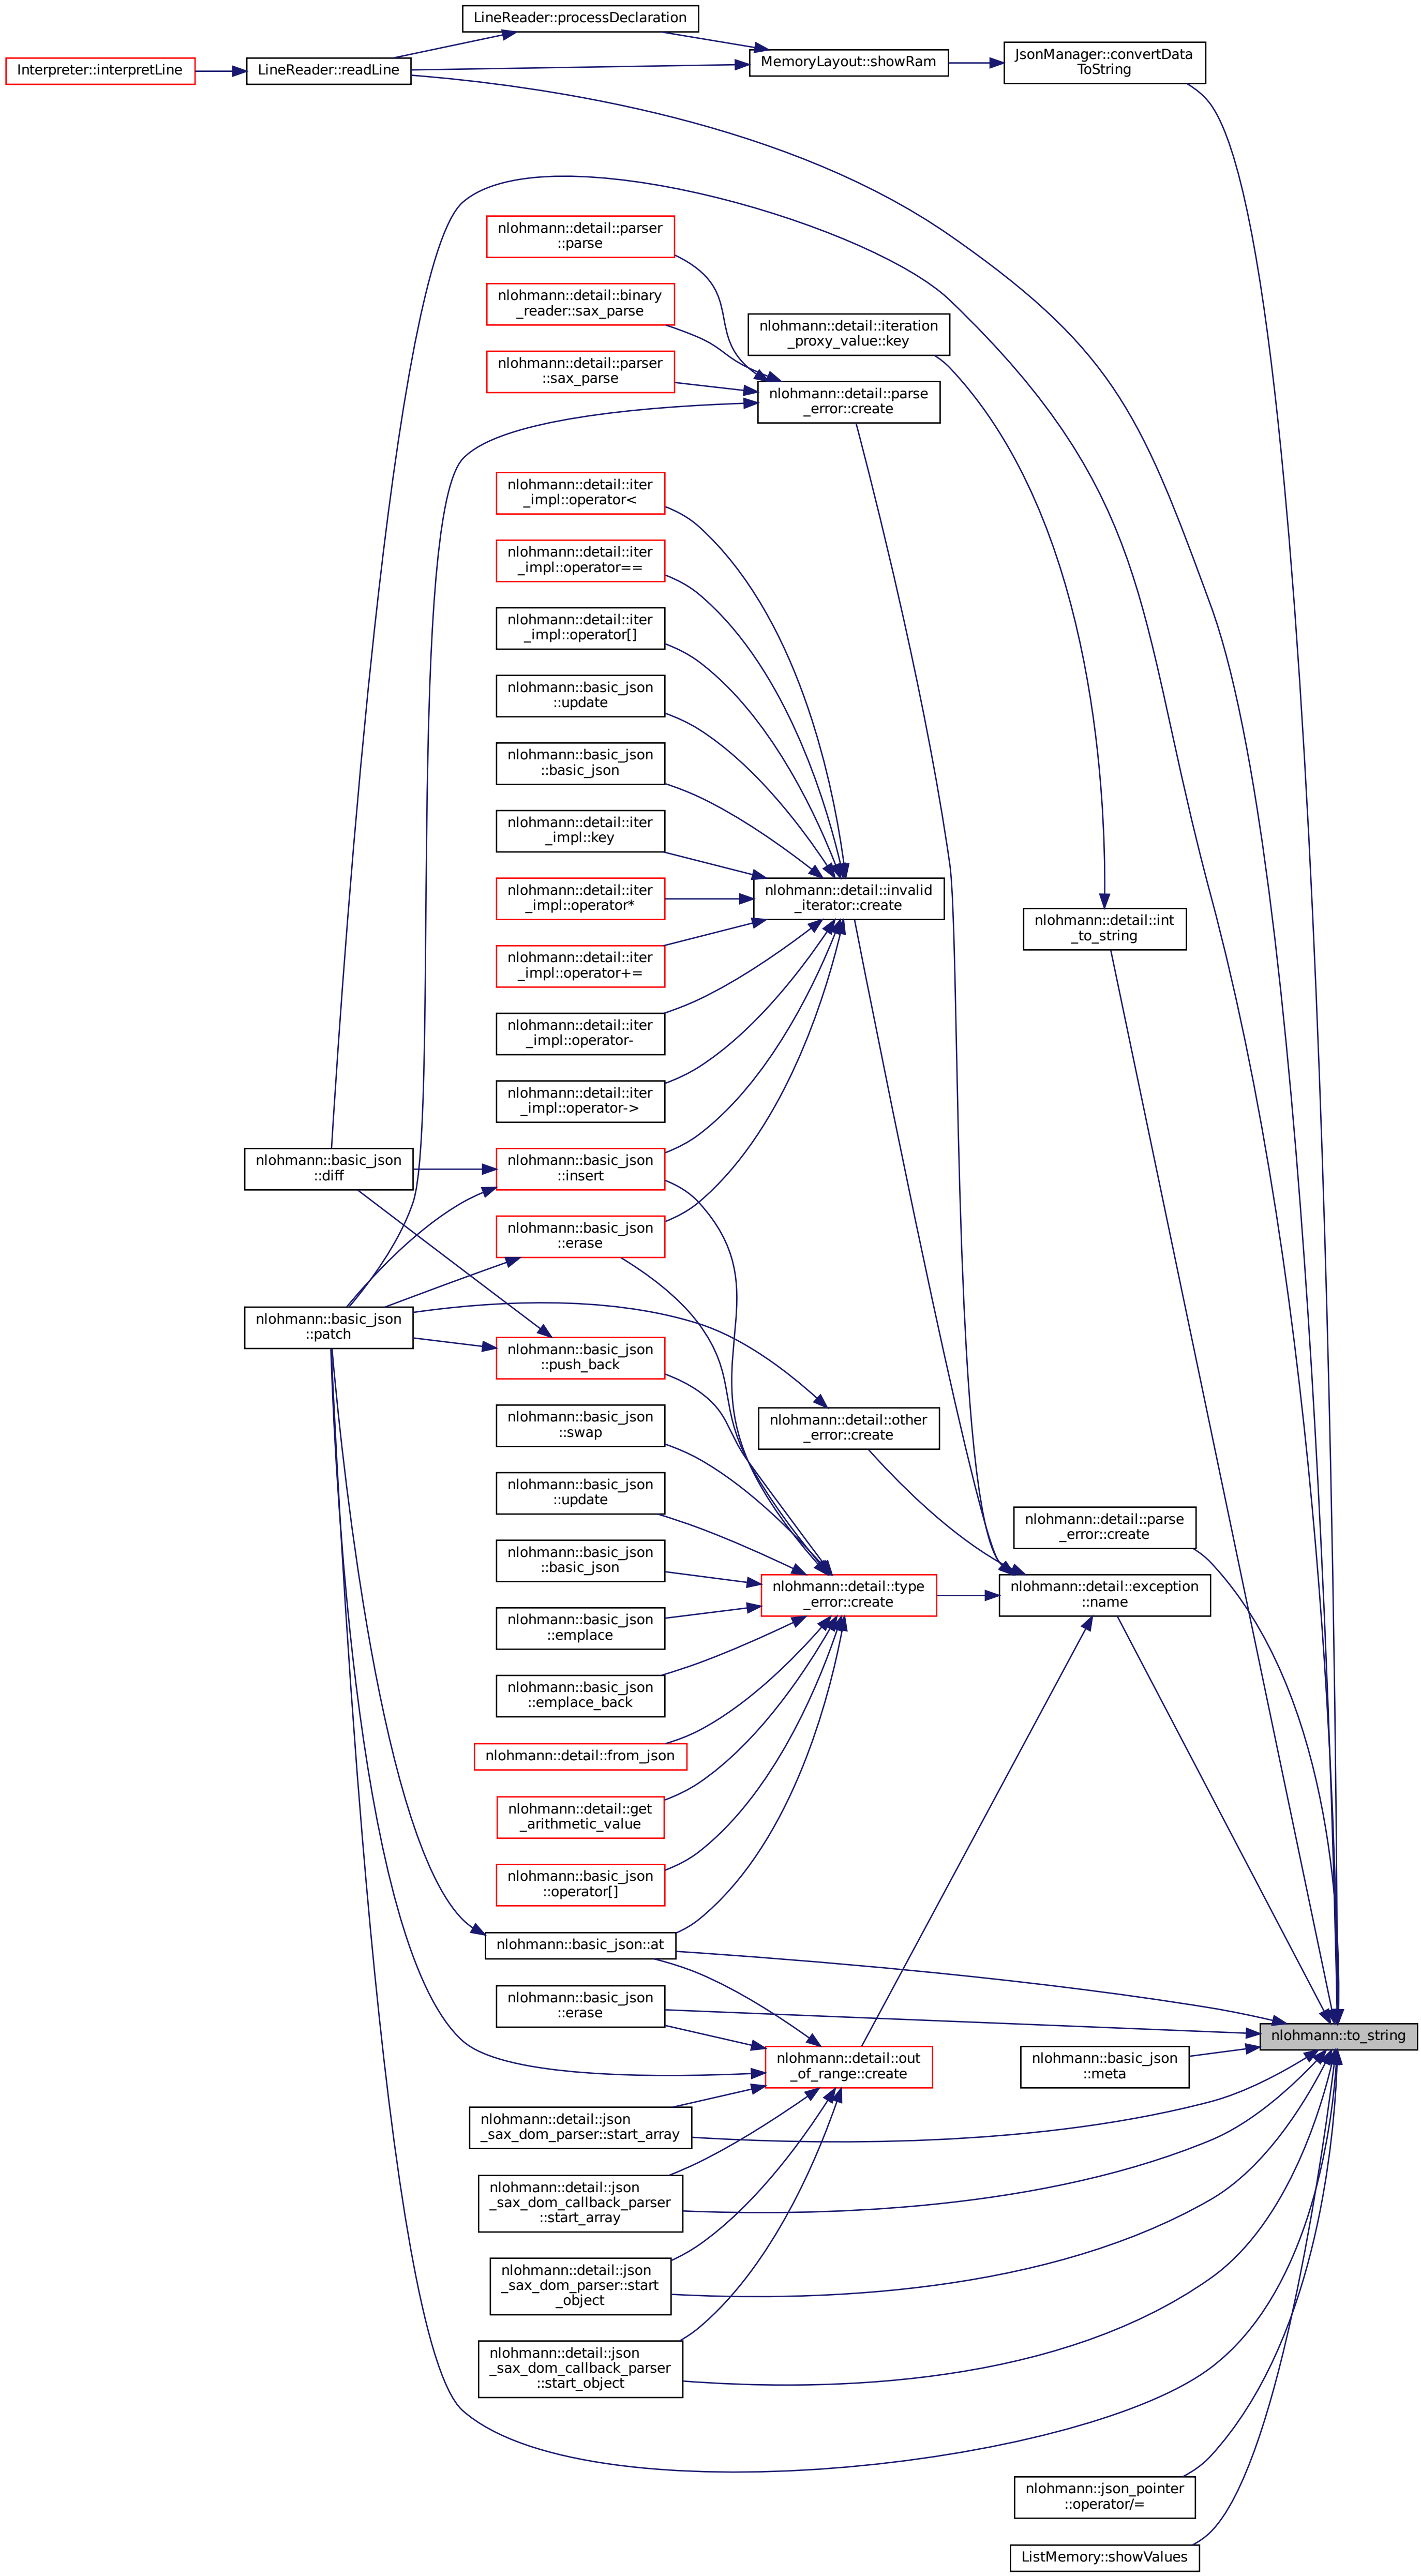 LineReader::processDeclaration
JsonManager::convertData
ToString
MemoryLayout::showRam
Interpreter::interpretLine
LineReader::readLine
nlohmann::detail::parser
::parse
nlohmann::detail::binary
_reader::sax_parse
nlohmann::detail::iteration
_proxy_value::key
nlohmann::detail::parser
::sax_parse
nlohmann::detail::parse
_error::create
nlohmann::detail::iter
_impl::operator<
nlohmann::detail::iter
_impl::operator==
nlohmann::detail::iter
_impl::operator[]
nlohmann::basic_json
::update
nlohmann::basic_json
::basic_json
nlohmann::detail::iter
_impl::key
nlohmann::detail::iter
_impl::operator*
nlohmann::detail::invalid
_iterator::create
nlohmann::detail::int
_to_string
nlohmann::detail::iter
_impl::operator+=
nlohmann::detail::iter
_impl::operator-
nlohmann::detail::iter
_impl::operator->
nlohmann::basic_json
::diff
nlohmann::basic_json
::insert
nlohmann::basic_json
::erase
nlohmann::basic_json
::patch
nlohmann::basic_json
::push_back
nlohmann::basic_json
::swap
nlohmann::detail::other
_error::create
nlohmann::basic_json
::update
nlohmann::detail::parse
_error::create
nlohmann::basic_json
::basic_json
nlohmann::detail::type
_error::create
nlohmann::detail::exception
::name
nlohmann::basic_json
::emplace
nlohmann::basic_json
::emplace_back
nlohmann::detail::from_json
nlohmann::detail::get
_arithmetic_value
nlohmann::basic_json
::operator[]
nlohmann::basic_json::at
nlohmann::basic_json
::erase
nlohmann::to_string
nlohmann::detail::out
_of_range::create
nlohmann::basic_json
::meta
nlohmann::detail::json
_sax_dom_parser::start_array
nlohmann::detail::json
_sax_dom_callback_parser
::start_array
nlohmann::detail::json
_sax_dom_parser::start
_object
nlohmann::detail::json
_sax_dom_callback_parser
::start_object
nlohmann::json_pointer
::operator/=
ListMemory::showValues